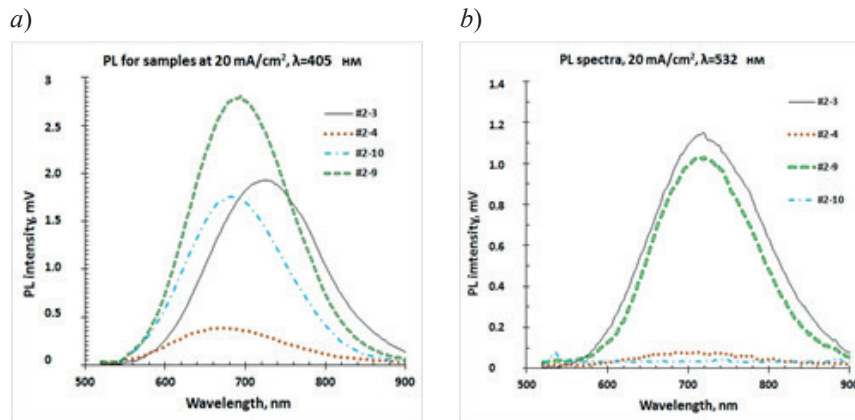 a)
PL for samples at 20 mA/cm², λ=405 нм
3
2.5
2.0
1.5
1.0
0.5
0
500 600 700 800 900
PL imtensity, mV
Wavelength, nm
#2-3
#2-4
#2-10
#2-9
b)
PL spectra, 20 mA/cm², λ=532 нм
1.4
1.2
1.0
0.8
0.6
0.4
0.2
0
500 600 700 800 900
PL intensity, mV
Wavelength, nm
#2-3
#2-4
#2-9
#2-10